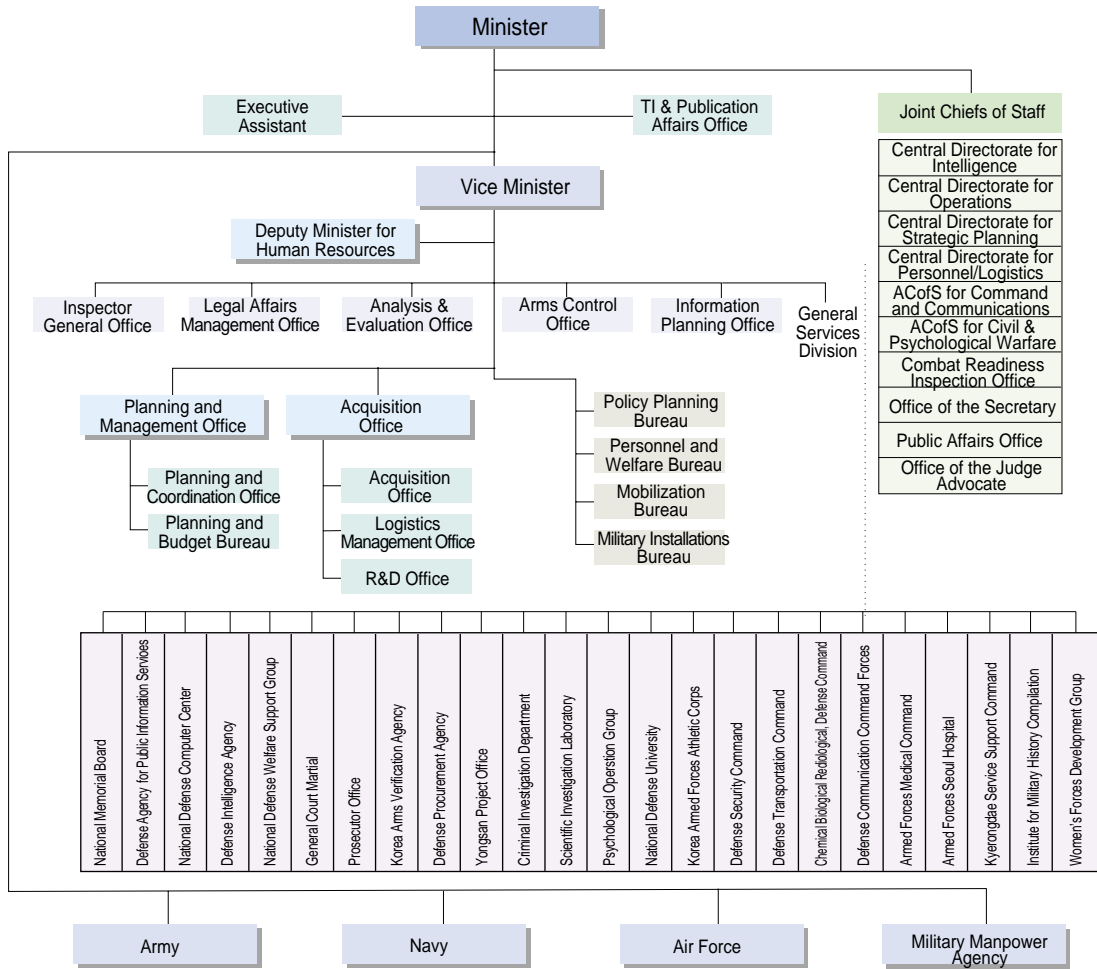 Minister
Executive
Assistant
TI & Publication
Affairs Office
Joint Chiefs of Staff
Central Directorate for
Intelligence
Central Directorate for
Operations
Central Directorate for
Strategic Planning
Central Directorate for
Personnel/Logistics
ACofS for Command
and Communications
ACofS for Civil &
Psychological Warfare
Combat Readiness
Inspection Office
Office of the Secretary
Public Affairs Office
Office of the Judge
Advocate
Vice Minister
Deputy Minister for
Human Resources
Inspector
General Office
Legal Affairs
Management Office
Analysis &
Evaluation Office
Arms Control
Office
Information
Planning Office
General
Services
Division
Planning and
Management Office
Planning and
Coordination Office
Planning and
Budget Bureau
Acquisition
Office
Acquisition
Office
Logistics
Management Office
R&D Office
Policy Planning
Bureau
Personnel and
Welfare Bureau
Mobilization
Bureau
Military Installations
Bureau
National Memorial Board
Defense Agency for Public Information Services
National Defense Computer Center
Defense Intelligence Agency
National Defense Welfare Support Group
General Court Martial
Prosecutor Office
Korea Arms Verification Agency
Defense Procurement Agency
Yongsan Project Office
Criminal Investigation Department
Scientific Investigation Laboratory
Psychological Operstion Group
National Defense University
Korea Armed Forces Athletic Corps
Defense Security Command
Defense Transportation Command
Chemical Biological Rediological, Defense Command
Defense Communication Command Forces
Armed Forces Medical Command
Armed Forces Seoul Hospital
Kyerongdae Service Support Command
Institute for Military History Compilation
Women's Forces Development Group
Army
Navy
Air Force
Military Manpower
Agency